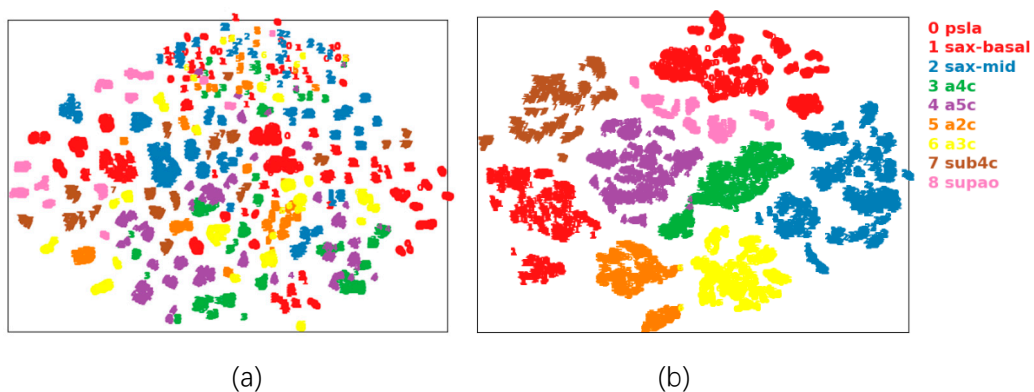 0 psla
1 sax-basal
2 sax-mid
3 a4c
4 a5c
5 a2c
6 a3c
7 sub4c
8 supao
(a)
(b)